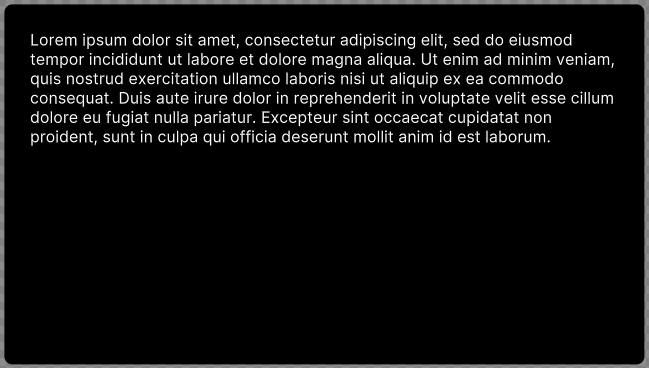 Lorem ipsum dolor sit amet, consectetur adipiscing elit, sed do eiusmod
tempor incididunt ut labore et dolore magna aliqua. Ut enim ad minim veniam,
quis nostrud exercitation ullamco laboris nisi ut aliquip ex ea commodo
consequat. Duis aute irure dolor in reprehenderit in voluptate velit esse cillum
dolore eu fugiat nulla pariatur. Excepteur sint occaecat cupidatat non
proident, sunt in culpa qui officia deserunt mollit anim id est laborum.